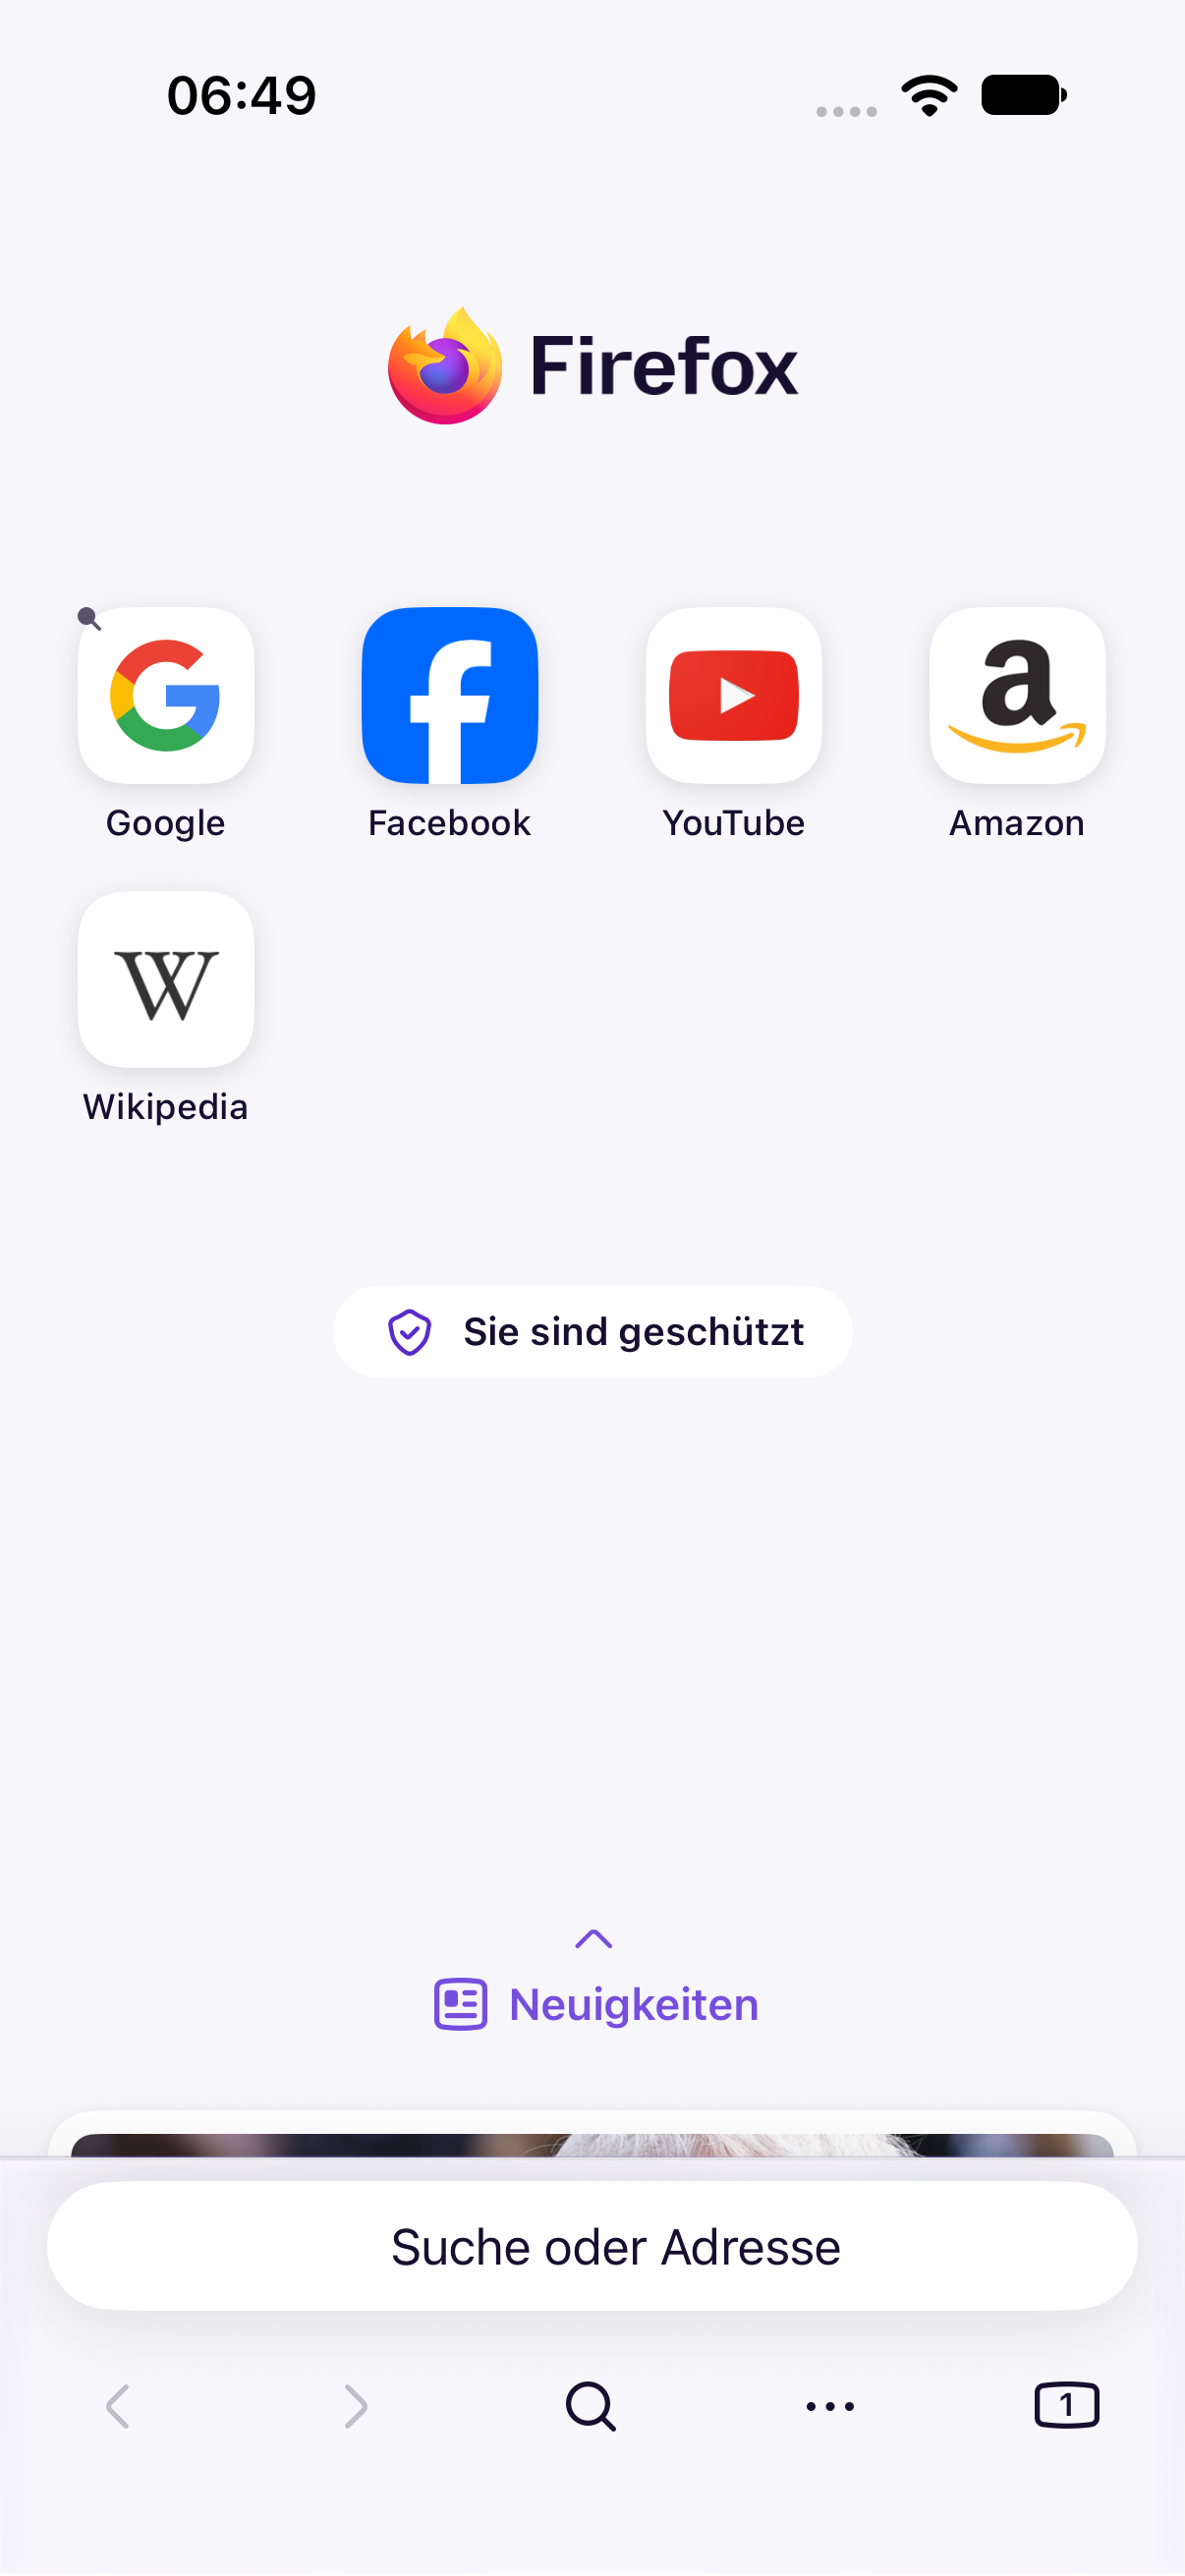 06:49
Firefox
Google
Facebook
YouTube
Amazon
Wikipedia
Sie sind geschützt
Neuigkeiten
Suche oder Adresse
1